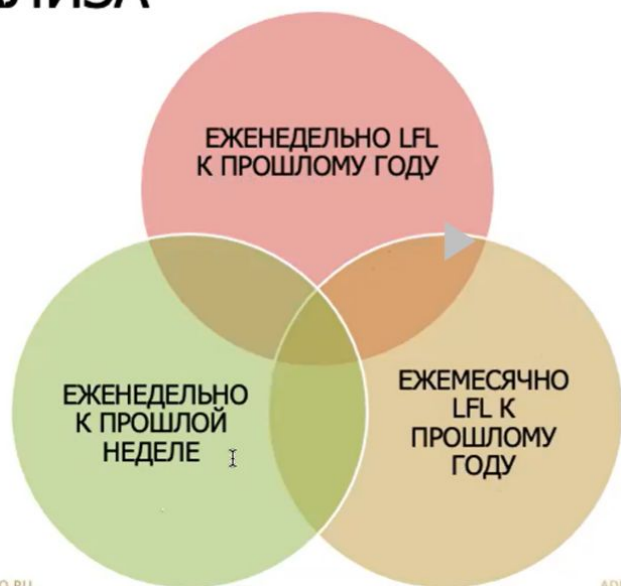 ЕЖЕНЕДЕЛЬНО LFL
К ПРОШЛОМУ ГОДУ
ЕЖЕНЕДЕЛЬНО
К ПРОШЛОЙ
НЕДЕЛЕ
ЕЖЕМЕСЯЧНО
LFL К
ПРОШЛОМУ
ГОДУ